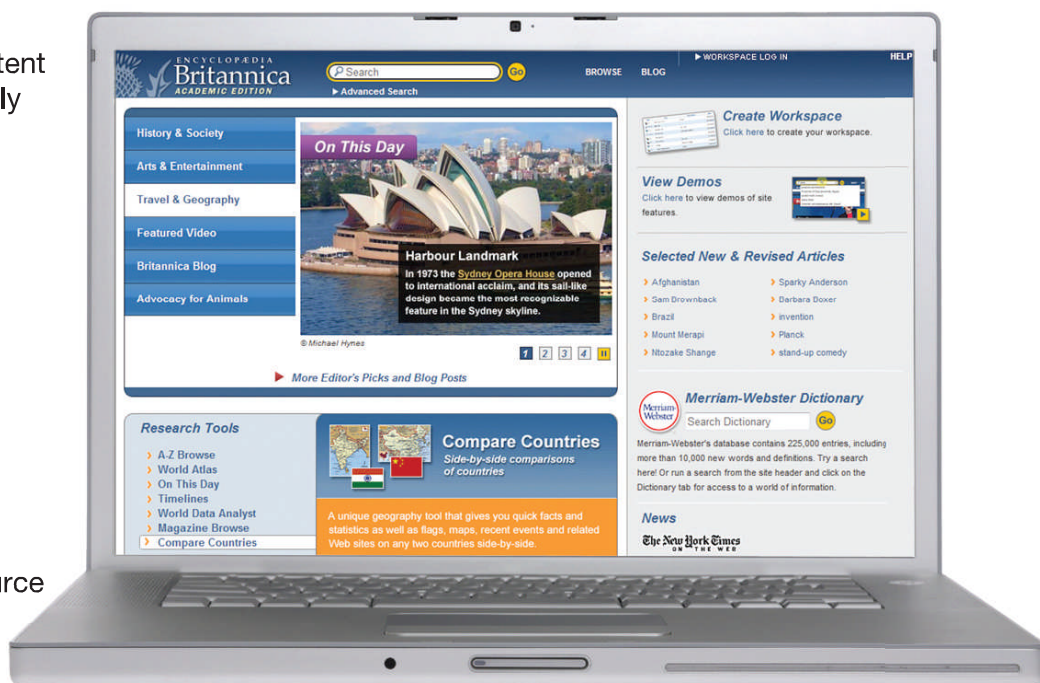 tent
ly
urce
ENCYCLOPÆDIA
Britannica
ACADEMIC EDITION
Search
Go
Advanced Search
BROWSE
BLOG
WORKSPACE LOG IN
HELP
History & Society
Arts & Entertainment
Travel & Geography
Featured Video
Britannica Blog
Advocacy for Animals
On This Day
Harbour Landmark
In 1973 the Sydney Opera House opened
to international acclaim, and its sail-like
design became the most recognizable
feature in the Sydney skyline.
© Michael Hynes
1 2 3 4
More Editor's Picks and Blog Posts
Create Workspace
Click here to create your workspace.
View Demos
Click here to view demos of site
features.
Selected New & Revised Articles
Afghanistan
Sam Brownback
Brazil
Mount Merapi
Ntozake Shange
Sparky Anderson
Barbara Boxer
invention
Planck
stand-up comedy
Merriam-
Webster
Merriam-Webster Dictionary
Search Dictionary
Go
Merriam-Webster's database contains 225,000 entries, including
more than 10,000 new words and definitions. Try a search
here! Or run a search from the site header and click on the
Dictionary tab for access to a world of information.
News
The New York Times
ON THE WEB
Research Tools
A-Z Browse
World Atlas
On This Day
Timelines
World Data Analyst
Magazine Browse
Compare Countries
Compare Countries
Side-by-side comparisons
of countries
A unique geography tool that gives you quick facts and
statistics as well as flags, maps, recent events and related
Web sites on any two countries side-by-side.